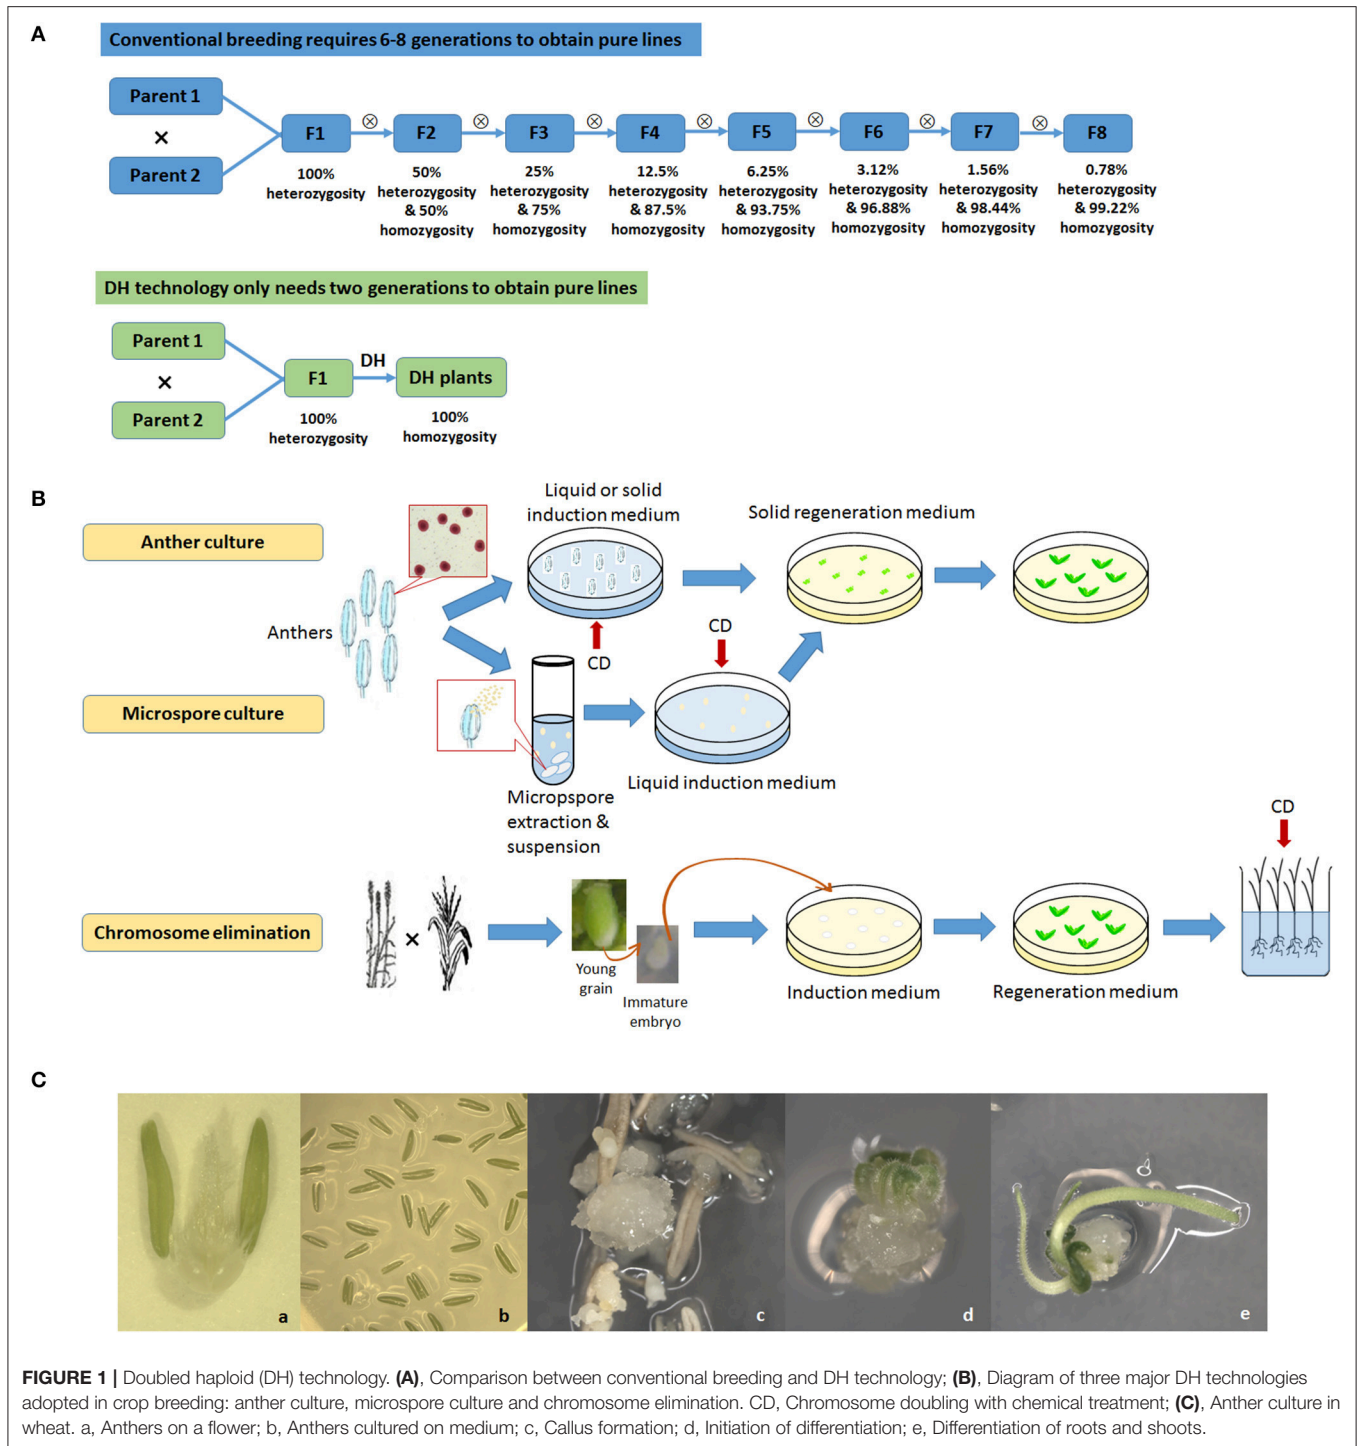 A
Conventional breeding requires 6-8 generations to obtain pure lines
Parent 1
×
Parent 2
F1
⊗
F2
⊗
F3
⊗
F4
⊗
F5
⊗
F6
⊗
F7
⊗
F8
100%
heterozygosity
50%
heterozygosity
& 50%
homozygosity
25%
heterozygosity
& 75%
homozygosity
12.5%
heterozygosity
& 87.5%
homozygosity
6.25%
heterozygosity
& 93.75%
homozygosity
3.12%
heterozygosity
& 96.88%
homozygosity
1.56%
heterozygosity
& 98.44%
homozygosity
0.78%
heterozygosity
& 99.22%
homozygosity
DH technology only needs two generations to obtain pure lines
Parent 1
×
Parent 2
F1
DH
DH plants
100%
heterozygosity
100%
homozygosity
B
Anther culture
Anthers
Liquid or solid
induction medium
Solid regeneration medium
CD
CD
Microspore culture
Micropspore
extraction &
suspension
Liquid induction medium
CD
Chromosome elimination
×
Young
grain
Immature
embryo
Induction medium
Regeneration medium
C
a
b
c
d
e
FIGURE 1 | Doubled haploid (DH) technology. (A), Comparison between conventional breeding and DH technology; (B), Diagram of three major DH technologies
adopted in crop breeding: anther culture, microspore culture and chromosome elimination. CD, Chromosome doubling with chemical treatment; (C), Anther culture in
wheat. a, Anthers on a flower; b, Anthers cultured on medium; c, Callus formation; d, Initiation of differentiation; e, Differentiation of roots and shoots.